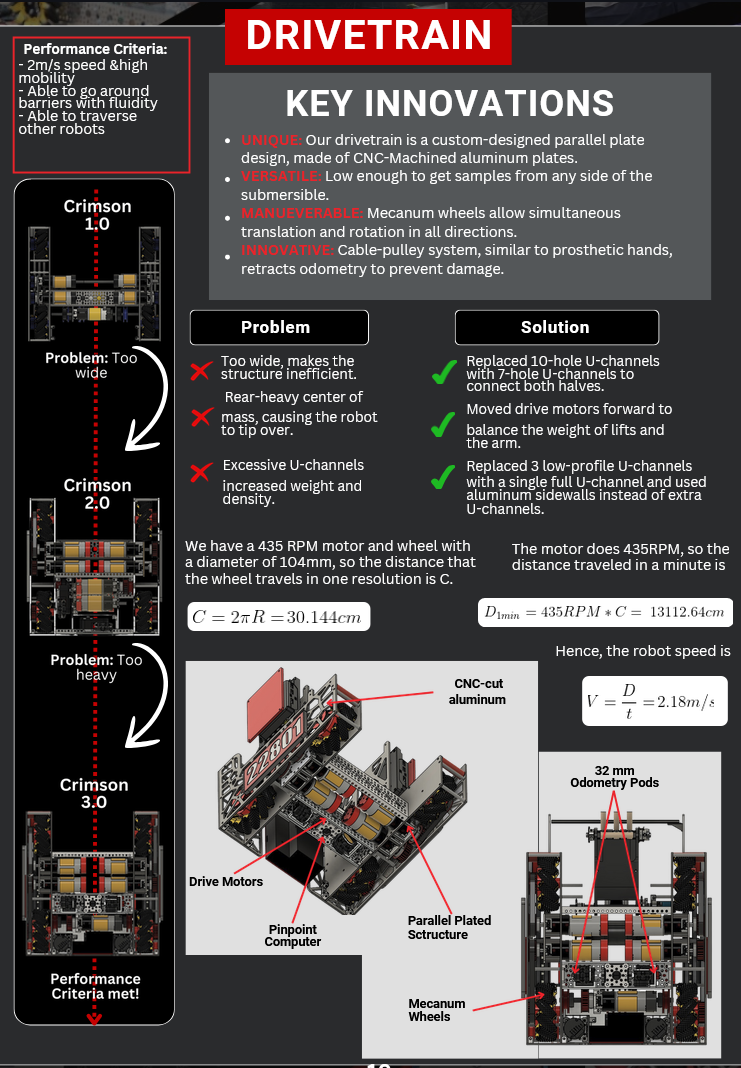 DRIVETRAIN
Performance Criteria:
- 2m/s speed &high
mobility
- Able to go around
barriers with fluidity
- Able to traverse
other robots
KEY INNOVATIONS
• UNIQUE: Our drivetrain is a custom-designed parallel plate
design, made of CNC-Machined aluminum plates.
• VERSATILE: Low enough to get samples from any side of the
submersible.
• MANUEVERABLE: Mecanum wheels allow simultaneous
translation and rotation in all directions.
• INNOVATIVE: Cable-pulley system, similar to prosthetic hands,
retracts odometry to prevent damage.
Crimson
1.0
Problem: Too
wide
Crimson
2.0
Problem: Too
heavy
Crimson
3.0
Performance
Criteria met!
Problem
Too wide, makes the
structure inefficient.
Rear-heavy center of
mass, causing the robot
to tip over.
Excessive U-channels
increased weight and
density.
Solution
Replaced 10-hole U-channels
with 7-hole U-channels to
connect both halves.
Moved drive motors forward to
balance the weight of lifts and
the arm.
Replaced 3 low-profile U-channels
with a single full U-channel and used
aluminum sidewalls instead of extra
U-channels.
We have a 435 RPM motor and wheel with
a diameter of 104mm, so the distance that
the wheel travels in one resolution is C.
C = 2πR = 30.144cm
The motor does 435RPM, so the
distance traveled in a minute is
D1min = 435RPM * C = 13112.64cm
Hence, the robot speed is
V = D/t = 2.18m/s
CNC-cut
aluminum
22801
Drive Motors
Pinpoint
Computer
Parallel Plated
Sctructure
32 mm
Odometry Pods
Mecanum
Wheels